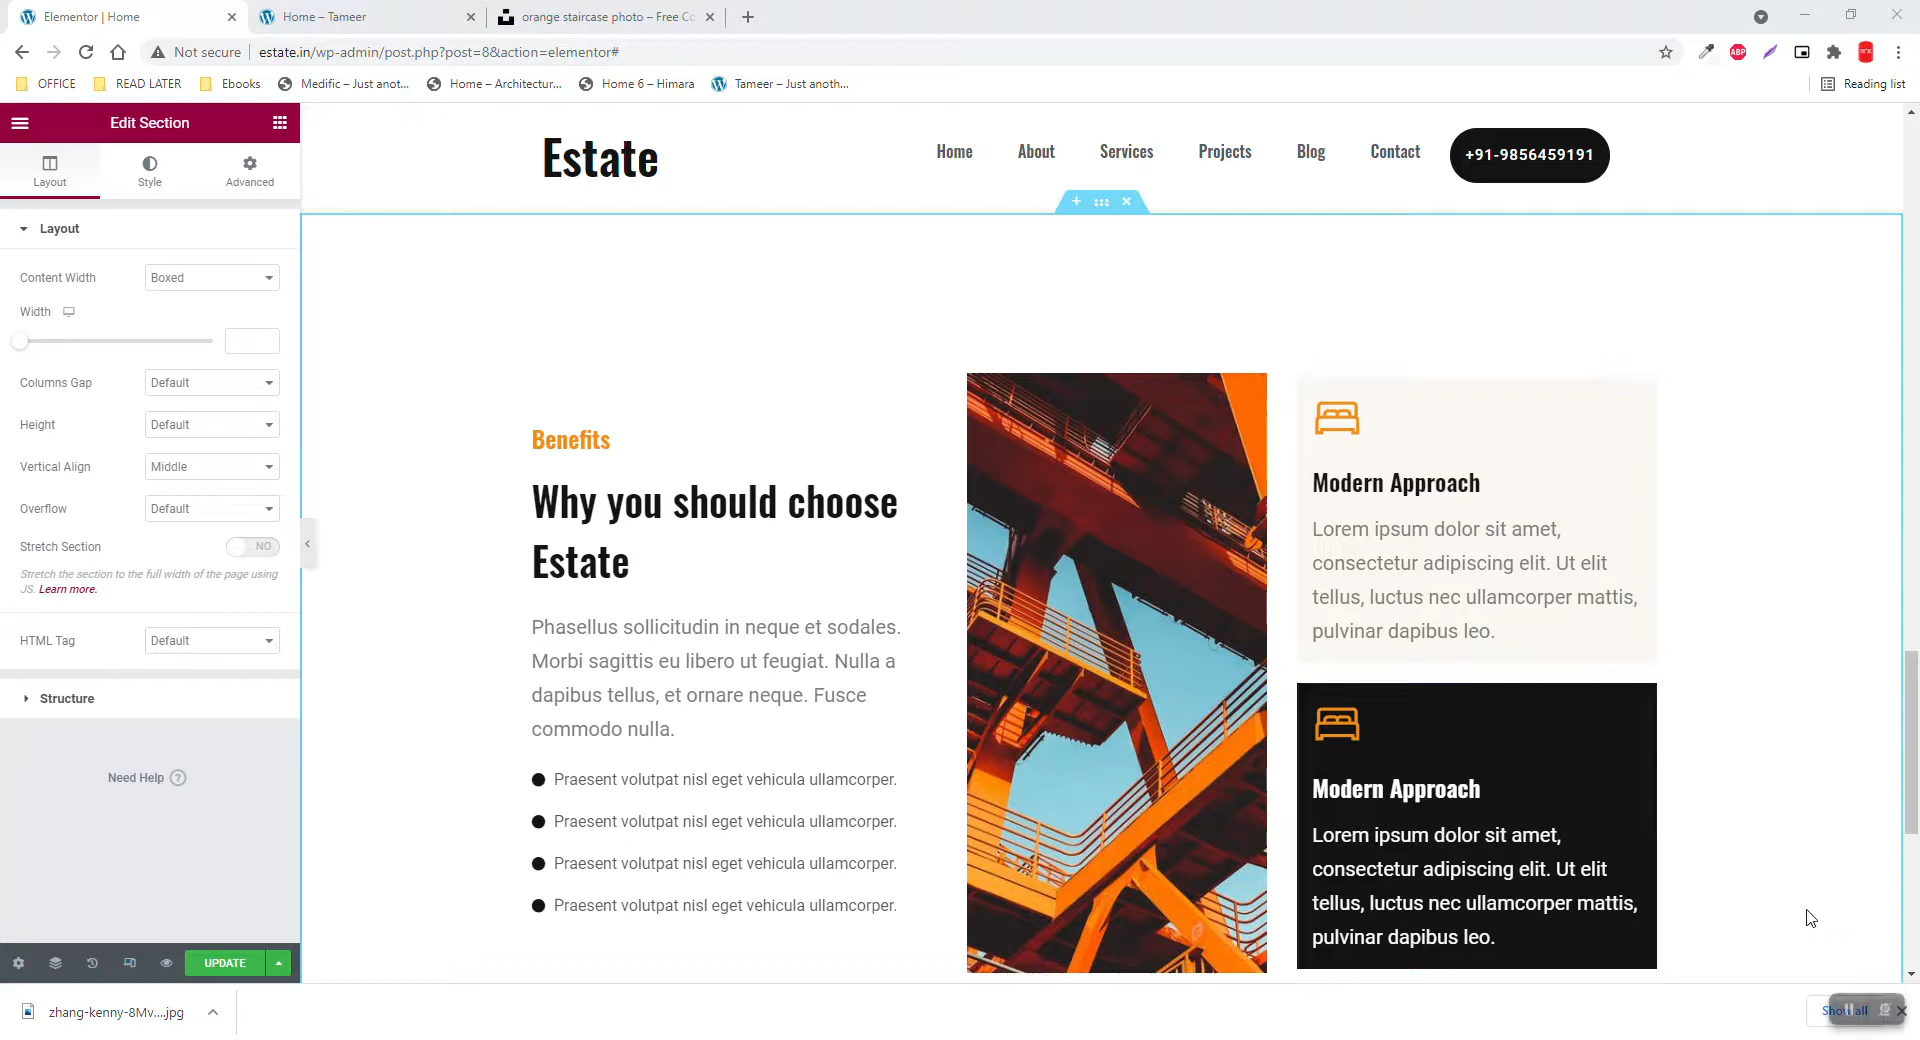 Elementor | Home
Home – Tameer
orange staircase photo – Free Co
Not secure
estate.in/wp-admin/post.php?post=8&action=elementor#
ABP
OFFICE
READ LATER
Ebooks
Medific – Just anot...
Home – Architectur...
Home 6 – Himara
Tameer – Just anoth...
Reading list
Edit Section
Layout
Style
Advanced
Layout
Content Width
Boxed
Width
Columns Gap
Default
Height
Default
Vertical Align
Middle
Overflow
Default
Stretch Section
NO
Stretch the section to the full width of the page using
JS. Learn more.
HTML Tag
Default
Structure
Need Help ?
UPDATE
Estate
Home
About
Services
Projects
Blog
Contact
+91-9856459191
Benefits
Why you should choose
Estate
Phasellus sollicitudin in neque et sodales.
Morbi sagittis eu libero ut feugiat. Nulla a
dapibus tellus, et ornare neque. Fusce
commodo nulla.
Praesent volutpat nisl eget vehicula ullamcorper.
Praesent volutpat nisl eget vehicula ullamcorper.
Praesent volutpat nisl eget vehicula ullamcorper.
Praesent volutpat nisl eget vehicula ullamcorper.
Modern Approach
Lorem ipsum dolor sit amet,
consectetur adipiscing elit. Ut elit
tellus, luctus nec ullamcorper mattis,
pulvinar dapibus leo.
Modern Approach
Lorem ipsum dolor sit amet,
consectetur adipiscing elit. Ut elit
tellus, luctus nec ullamcorper mattis,
pulvinar dapibus leo.
zhang-kenny-8Mv....jpg
Show all